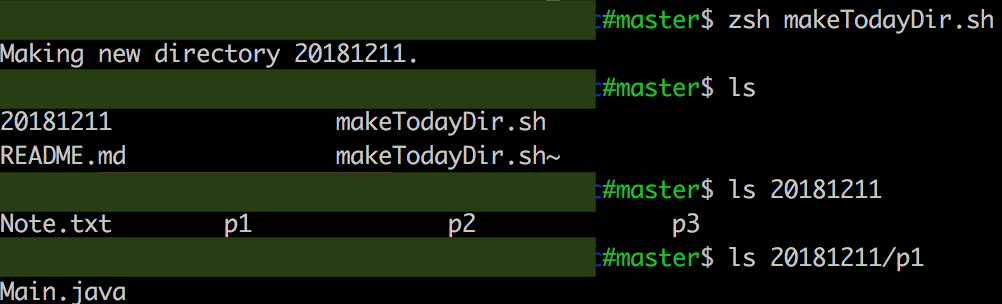 c#master$ zsh makeTodayDir.sh
Making new directory 20181211.
c#master$ ls
20181211 makeTodayDir.sh
README.md makeTodayDir.sh~
c#master$ ls 20181211
Note.txt p1 p2 p3
c#master$ ls 20181211/p1
Main.java